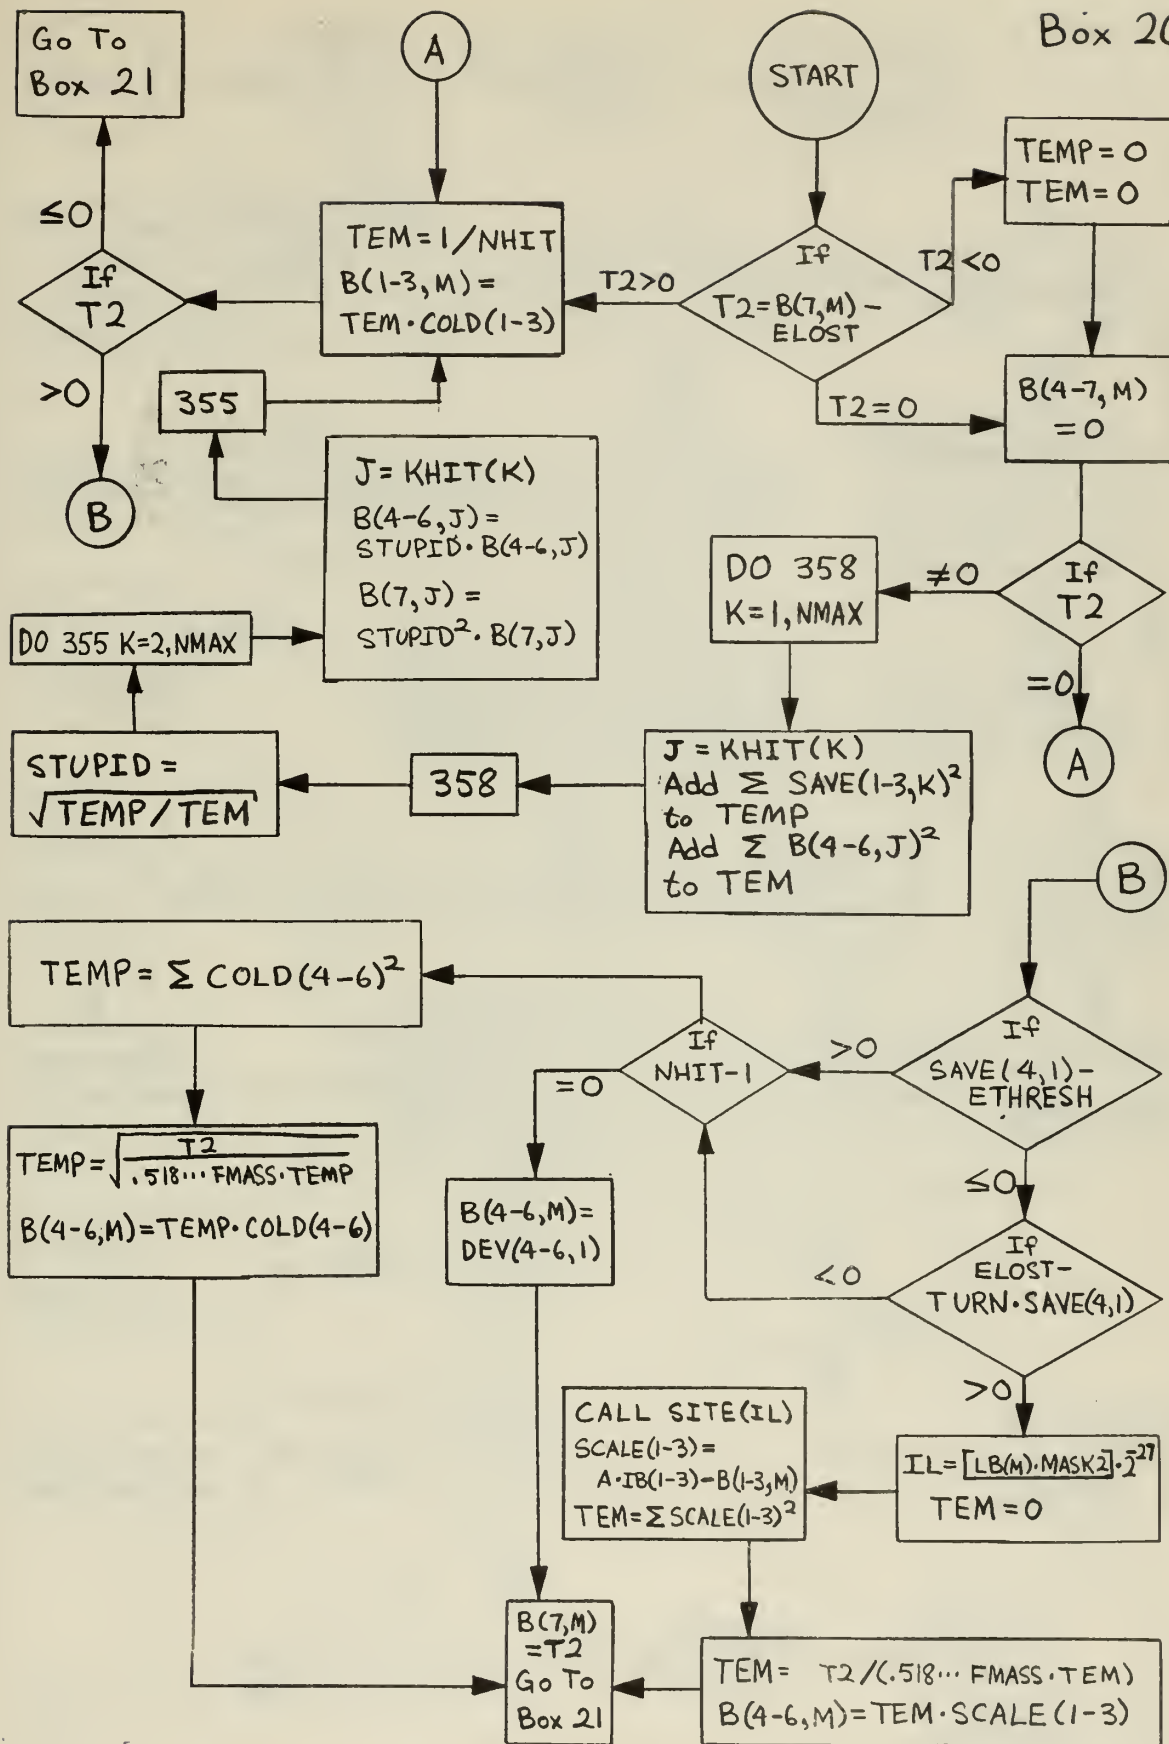 Box 20
Go To
Box 21
A
START
TEMP = 0
TEM = 0
≤0
TEM = 1/NHIT
B(1-3, M) =
TEM · COLD(1-3)
If
T2
T2>0
If
T2 = B(7, M) -
ELOST
T2<0
>0
355
T2 = 0
B(4-7, M)
= 0
B
J = KHIT(K)
B(4-6, J) =
STUPID · B(4-6, J)
B(7, J) =
STUPID² · B(7, J)
DO 358
K = 1, NMAX
≠0
If
T2
DO 355 K=2, NMAX
=0
A
STUPID =
√TEMP/TEM
358
J = KHIT(K)
Add Σ SAVE(1-3, K)²
to TEMP
Add Σ B(4-6, J)²
to TEM
B
TEMP = Σ COLD(4-6)²
If
NHIT-1
>0
If
SAVE(4,1) -
ETHRESH
=0
TEMP = √T2
.518... FMASS · TEMP
B(4-6, M) = TEMP · COLD(4-6)
B(4-6, M) =
DEV(4-6, 1)
≤0
<0
If
ELOST-
TURN · SAVE(4,1)
>0
CALL SITE(IL)
SCALE(1-3) =
A · IB(1-3) - B(1-3, M)
TEM = Σ SCALE(1-3)²
IL = [LB(M) · MASK2] · 2⁻²⁷
TEM = 0
B(7, M)
= T2
Go To
Box 21
TEM = T2/(.518... FMASS · TEM)
B(4-6, M) = TEM · SCALE(1-3)